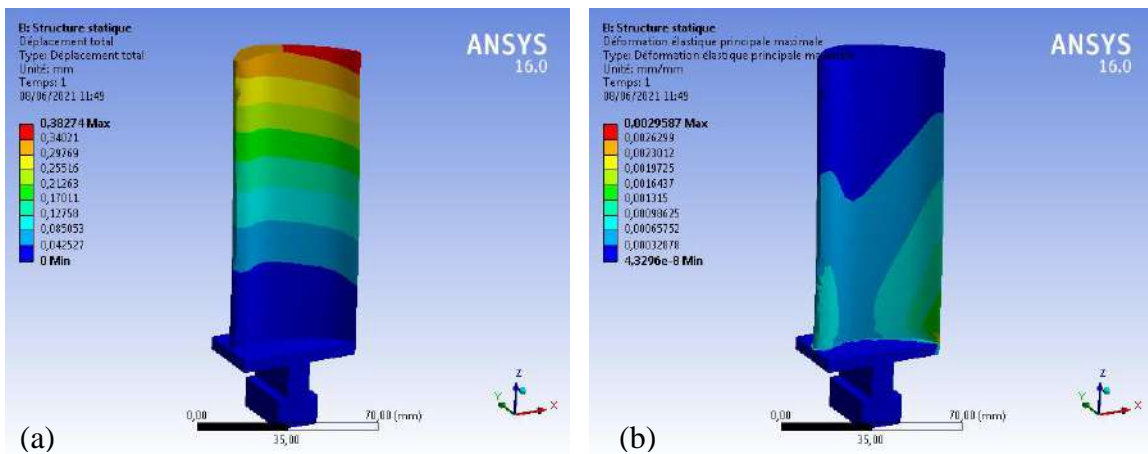 B: Structure statique
Déplacement total
Type: Déplacement total
Unité: mm
Temps: 1
08/06/2021 11:49
ANSYS
16.0
0,38274 Max
0,34021
0,29769
0,25516
0,21263
0,17011
0,12758
0,085053
0,042527
0 Min
Z
Y
X
0,00
70,00 (mm)
35,00
(a)
B: Structure statique
Déformation élastique principale maximale
Type: Déformation élastique principale maximale
Unité: mm/mm
Temps: 1
08/06/2021 11:49
ANSYS
16.0
0,0029587 Max
0,0026299
0,0023012
0,0019725
0,0016437
0,001315
0,00098625
0,00065752
0,00032878
4,3296e-8 Min
Z
Y
X
0,00
70,00 (mm)
35,00
(b)